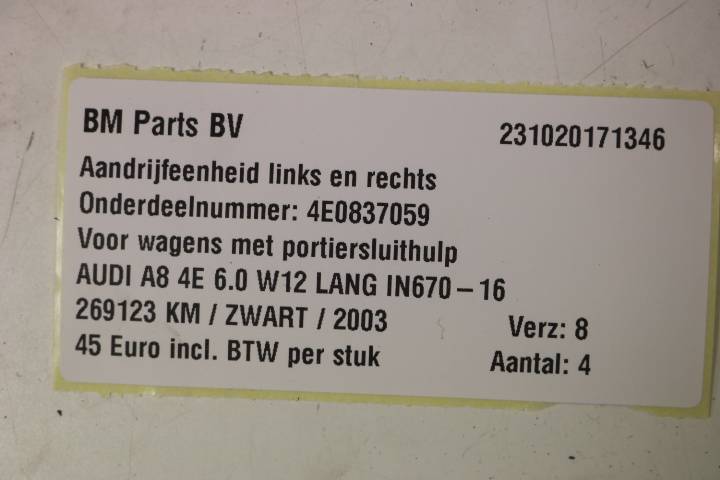 BM Parts BV 231020171346
Aandrijfeenheid links en rechts
Onderdeelnummer: 4E0837059
Voor wagens met portiersluithulp
AUDI A8 4E 6.0 W12 LANG IN670 – 16
269123 KM / ZWART / 2003 Verz: 8
45 Euro incl. BTW per stuk Aantal: 4